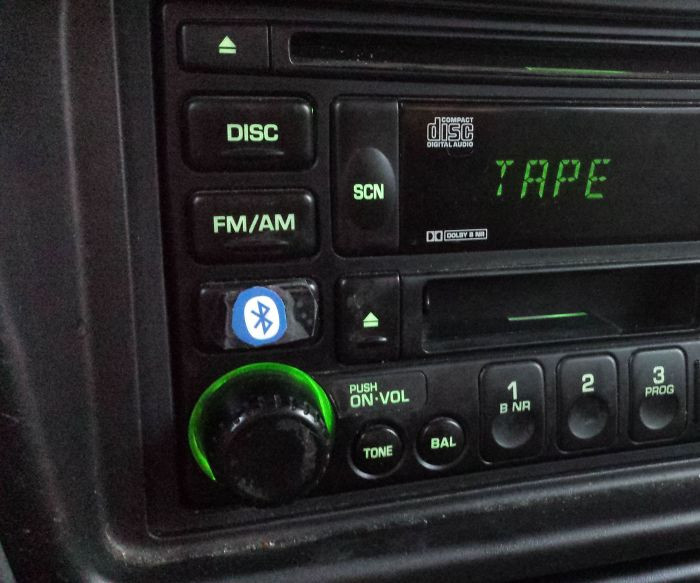 DISC
COMPACT
disc
DIGITAL AUDIO
TAPE
SCN
FM/AM
DOLBY B NR
PUSH
ON·VOL
TONE
BAL
1
B NR
2
3
PROG